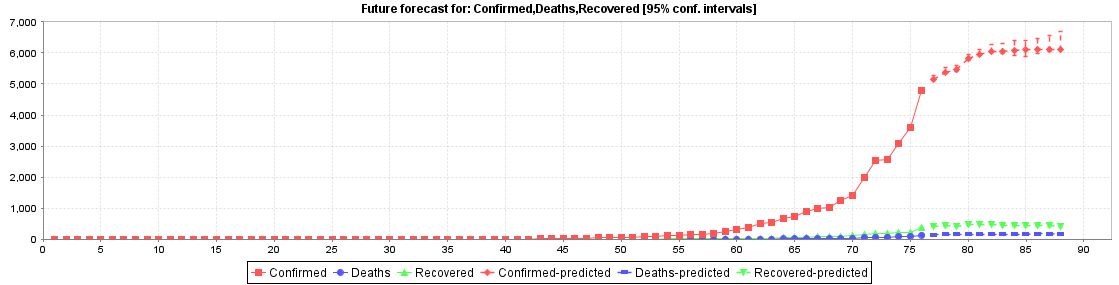 Future forecast for: Confirmed,Deaths,Recovered [95% conf. intervals]
7,000
6,000
5,000
4,000
3,000
2,000
1,000
0
0 5 10 15 20 25 30 35 40 45 50 55 60 65 70 75 80 85 90
Confirmed Deaths Recovered Confirmed-predicted Deaths-predicted Recovered-predicted